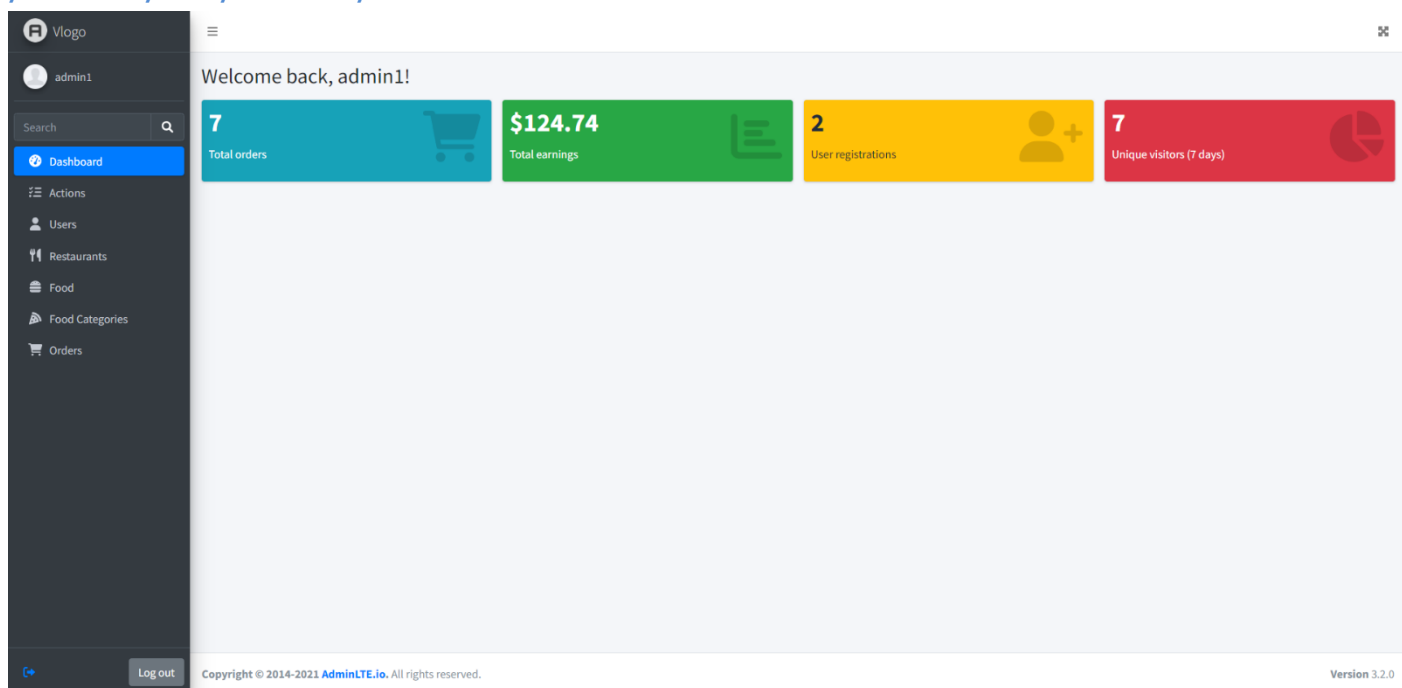 Vlogo
admin1
Search
Dashboard
Actions
Users
Restaurants
Food
Food Categories
Orders
Log out
Welcome back, admin1!
7
Total orders
$124.74
Total earnings
2
User registrations
7
Unique visitors (7 days)
Copyright © 2014-2021 AdminLTE.io. All rights reserved.
Version 3.2.0